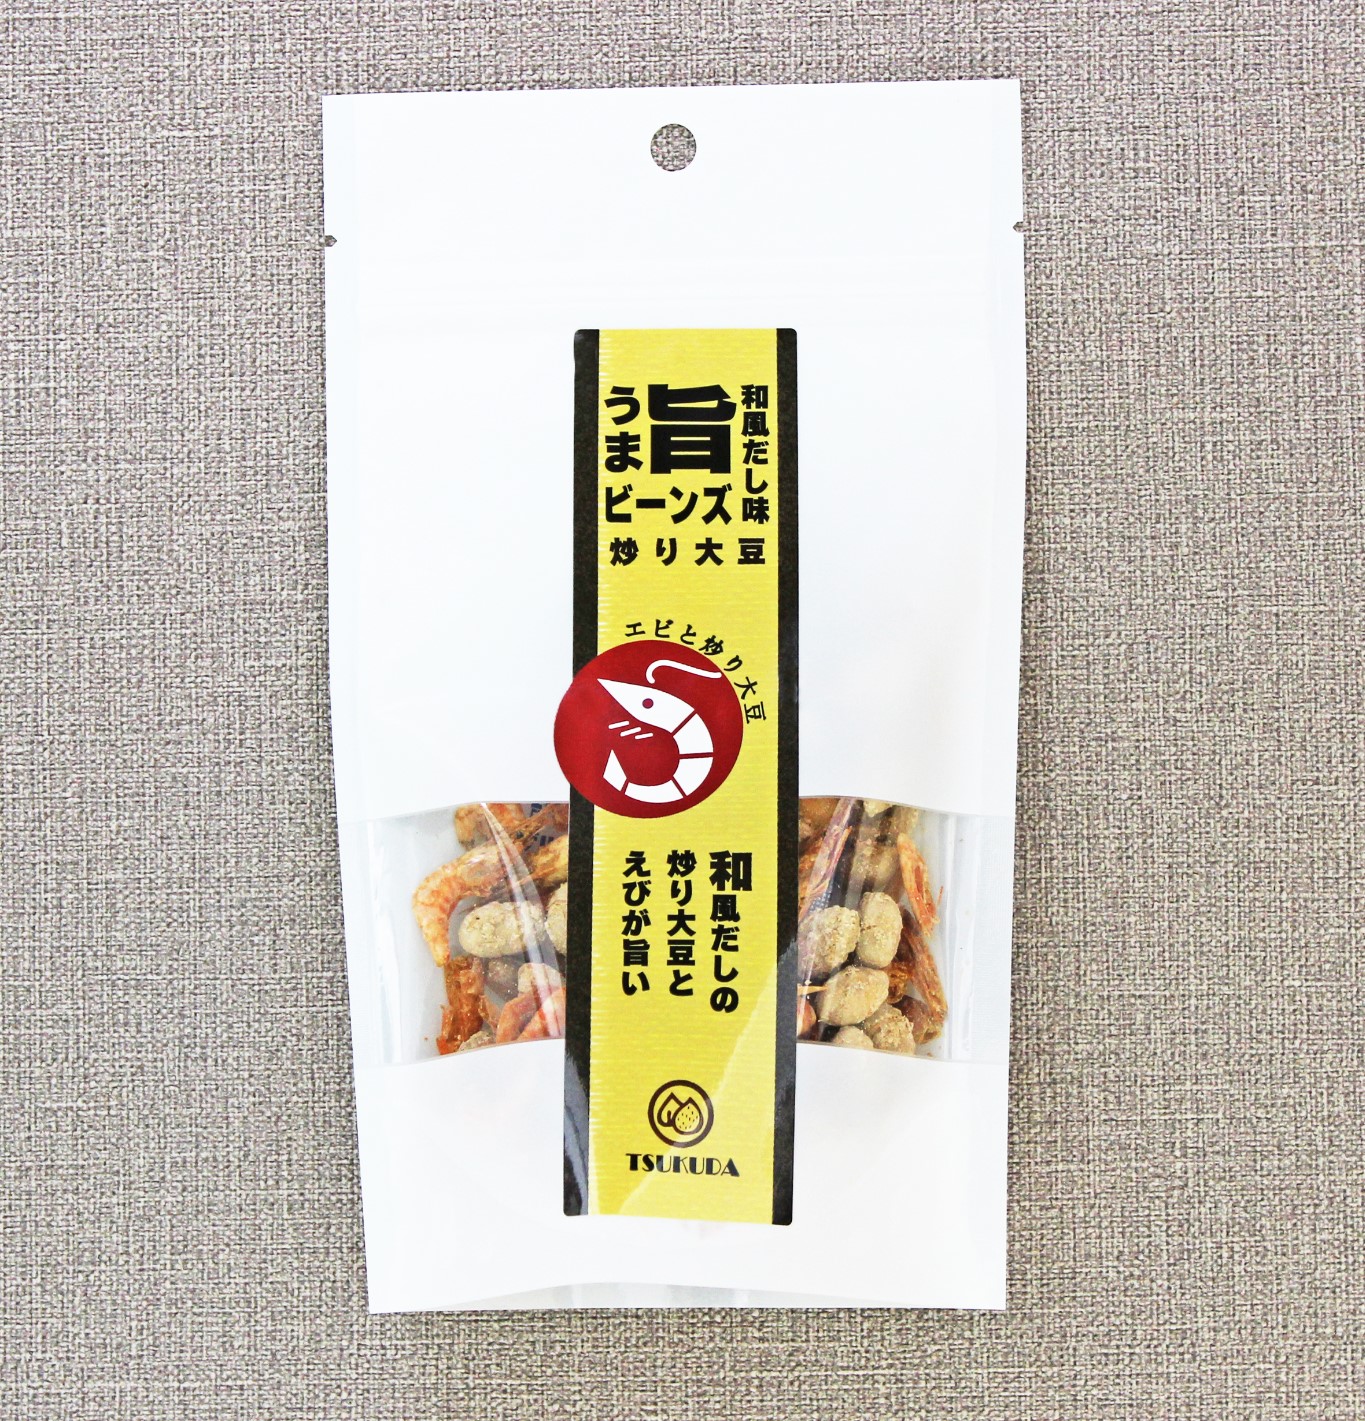 和風だし味
旨
うま
ビーンズ
炒り大豆
エビと炒り大豆
和風だしの
炒り大豆と
えびが旨い
TSUKUDA